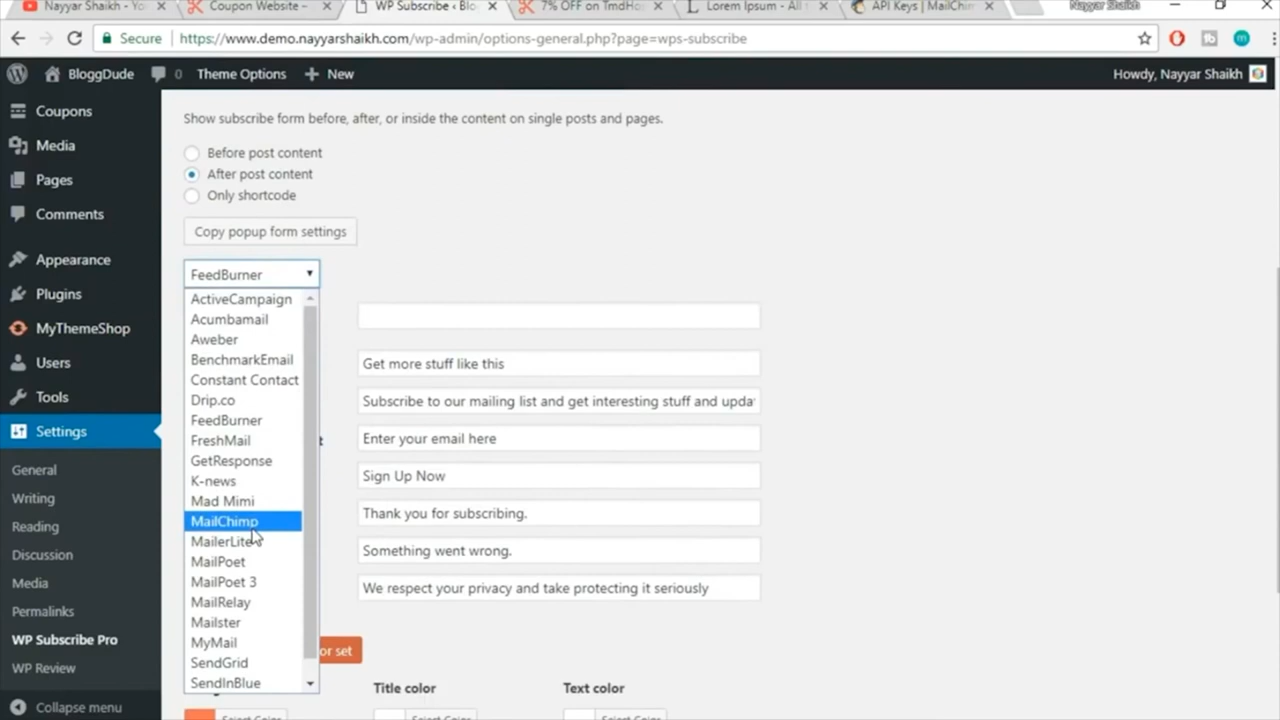 Nayyar Shaikh - Yo
Coupon Website –
WP Subscribe ‹ Blo
7% OFF on TmdHos
Lorem Ipsum - All
API Keys | MailChim
Nayyar Shaikh
Secure
https://www.demo.nayyarshaikh.com/wp-admin/options-general.php?page=wps-subscribe
BloggDude
0
Theme Options
+ New
Howdy, Nayyar Shaikh
Coupons
Media
Pages
Comments
Appearance
Plugins
MyThemeShop
Users
Tools
Settings
General
Writing
Reading
Discussion
Media
Permalinks
WP Subscribe Pro
WP Review
Collapse menu
Show subscribe form before, after, or inside the content on single posts and pages.
Before post content
After post content
Only shortcode
Copy popup form settings
FeedBurner
ActiveCampaign
Acumbamail
Aweber
BenchmarkEmail
Constant Contact
Drip.co
FeedBurner
FreshMail
GetResponse
K-news
Mad Mimi
MailChimp
MailerLite
MailPoet
MailPoet 3
MailRelay
Mailster
MyMail
SendGrid
SendInBlue
Get more stuff like this
Subscribe to our mailing list and get interesting stuff and upda
Enter your email here
Sign Up Now
Thank you for subscribing.
Something went wrong.
We respect your privacy and take protecting it seriously
or set
Title color
Text color
Select Color
Select Color
Select Color